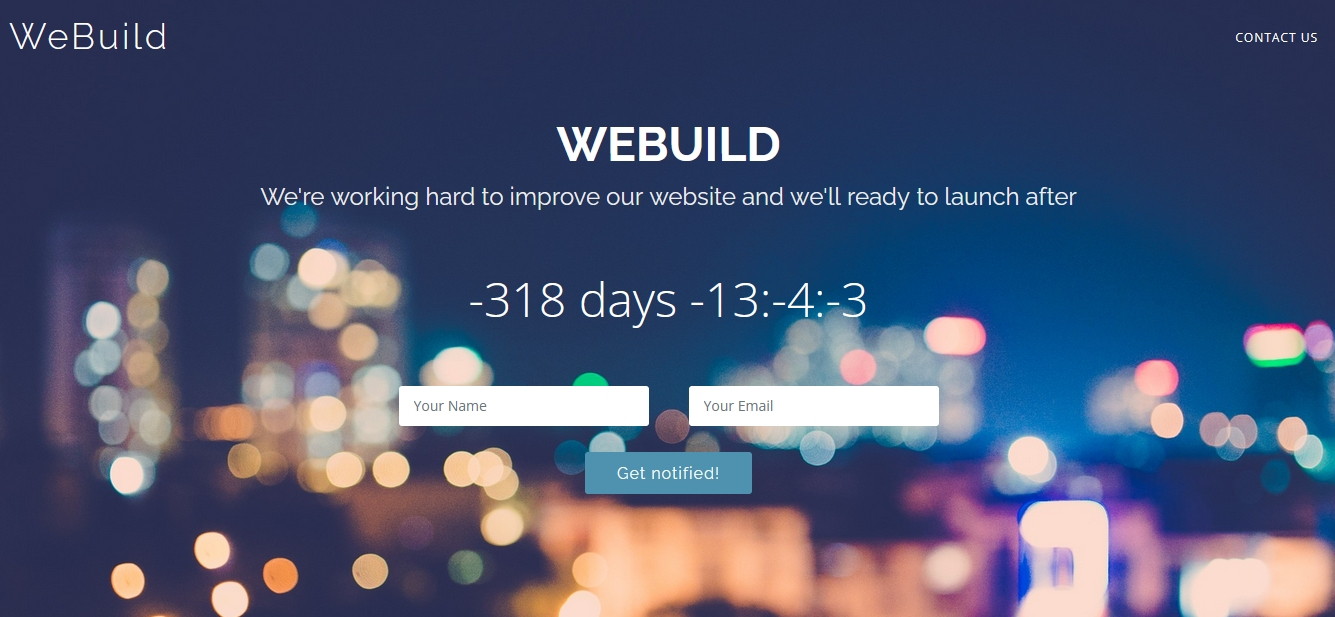 WeBuild
CONTACT US
WEBUILD
We're working hard to improve our website and we'll ready to launch after
-318 days -13:-4:-3
Your Name
Your Email
Get notified!